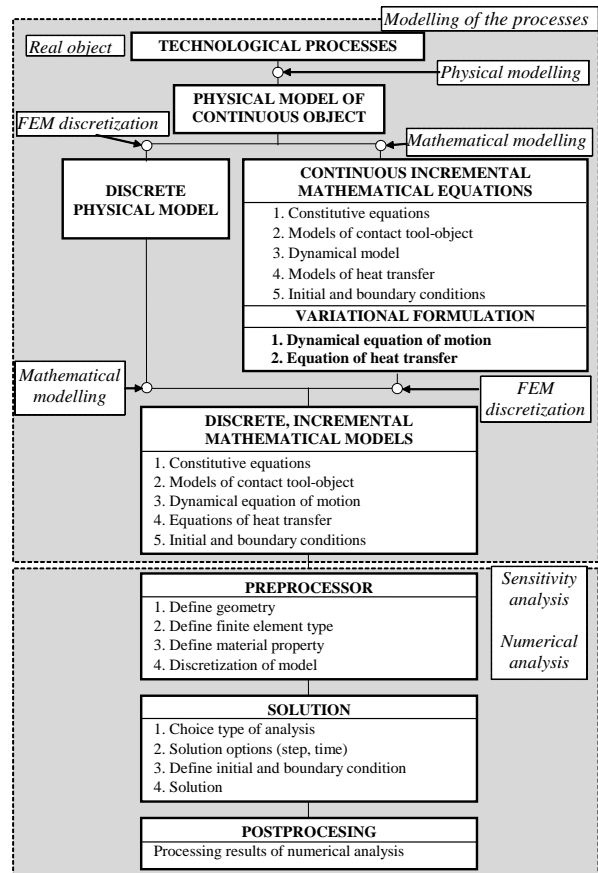 Modelling of the processes
Real object
TECHNOLOGICAL PROCESSES
Physical modelling
PHYSICAL MODEL OF
CONTINUOUS OBJECT
FEM discretization
Mathematical modelling
DISCRETE
PHYSICAL MODEL
CONTINUOUS INCREMENTAL
MATHEMATICAL EQUATIONS
1. Constitutive equations
2. Models of contact tool-object
3. Dynamical model
4. Models of heat transfer
5. Initial and boundary conditions
VARIATIONAL FORMULATION
1. Dynamical equation of motion
2. Equation of heat transfer
Mathematical
modelling
FEM
discretization
DISCRETE, INCREMENTAL
MATHEMATICAL MODELS
1. Constitutive equations
2. Models of contact tool-object
3. Dynamical equation of motion
4. Equations of heat transfer
5. Initial and boundary conditions
PREPROCESSOR
1. Define geometry
2. Define finite element type
3. Define material property
4. Discretization of model
Sensitivity
analysis
Numerical
analysis
SOLUTION
1. Choice type of analysis
2. Solution options (step, time)
3. Define initial and boundary condition
4. Solution
POSTPROCESING
Processing results of numerical analysis